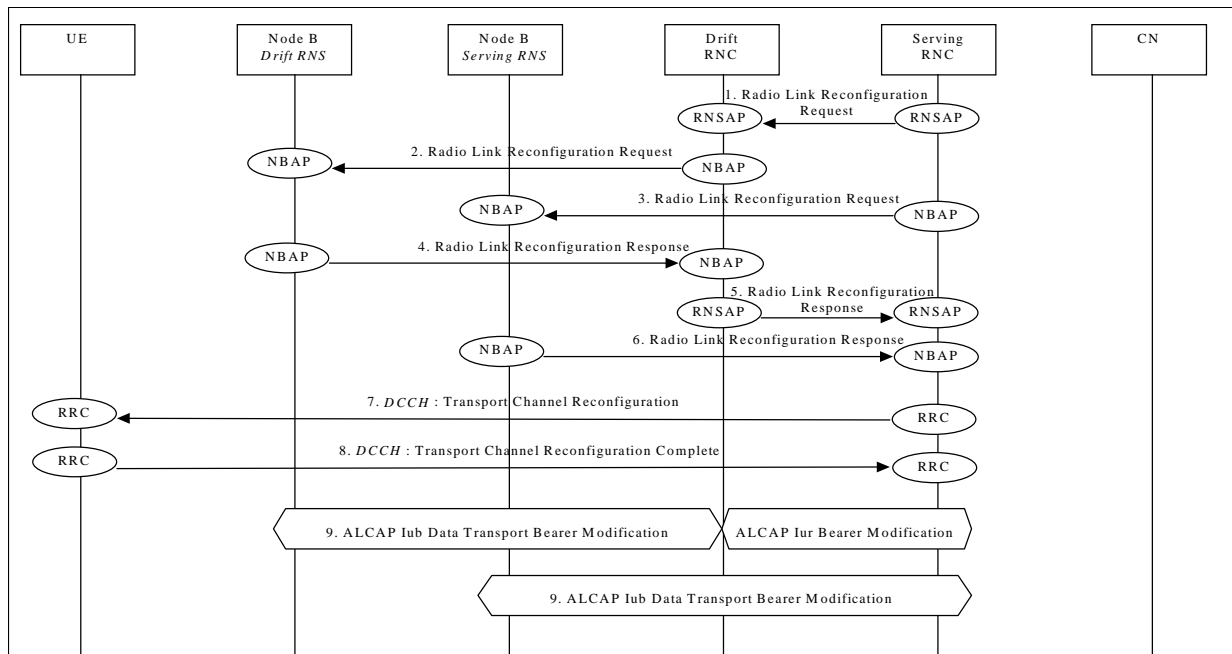 UE
Node B
Drift RNS
Node B
Serving RNS
Drift
RNC
Serving
RNC
CN
1. Radio Link Reconfiguration
Request
RNSAP
RNSAP
2. Radio Link Reconfiguration Request
NBAP
NBAP
3. Radio Link Reconfiguration Request
NBAP
NBAP
4. Radio Link Reconfiguration Response
NBAP
NBAP
5. Radio Link Reconfiguration
Response
RNSAP
RNSAP
6. Radio Link Reconfiguration Response
NBAP
NBAP
7. DCCH : Transport Channel Reconfiguration
RRC
RRC
8. DCCH : Transport Channel Reconfiguration Complete
RRC
RRC
9. ALCAP Iub Data Transport Bearer Modification
ALCAP Iur Bearer Modification
9. ALCAP Iub Data Transport Bearer Modification